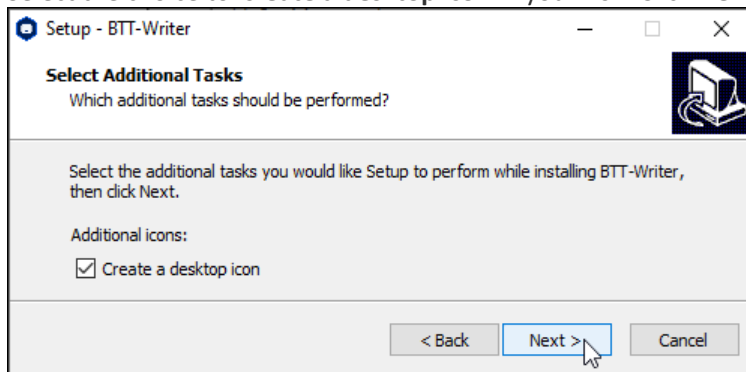 Setup - BTT-Writer
Select Additional Tasks
Which additional tasks should be performed?
Select the additional tasks you would like Setup to perform while installing BTT-Writer,
then click Next.
Additional icons:
Create a desktop icon
< Back Next > Cancel